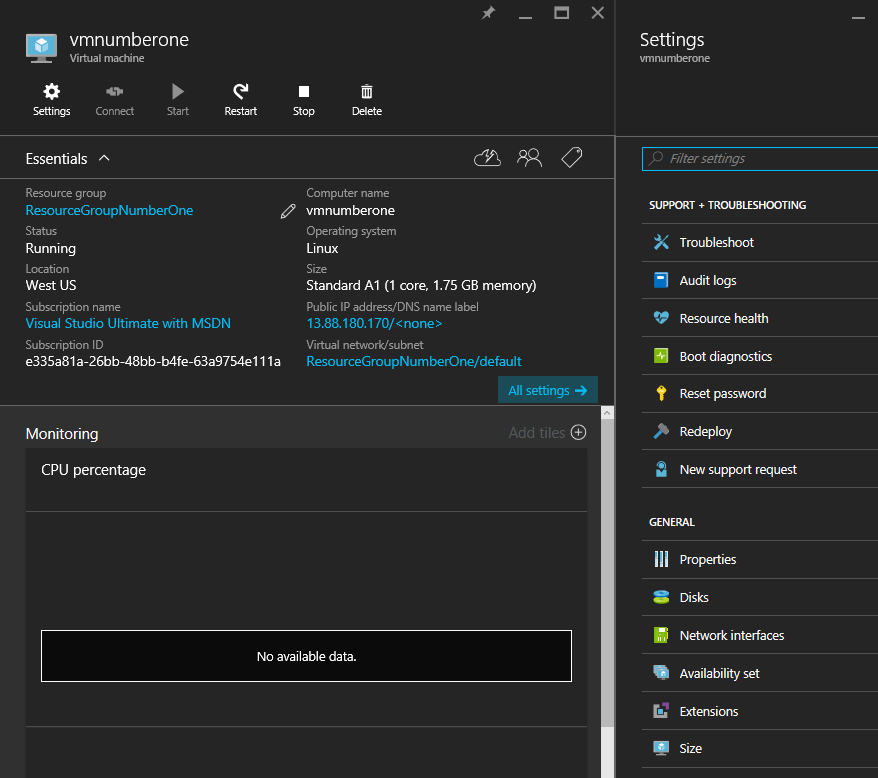 vmnumberone
Virtual machine
Settings
Connect
Start
Restart
Stop
Delete
Essentials
Resource group
ResourceGroupNumberOne
Status
Running
Location
West US
Subscription name
Visual Studio Ultimate with MSDN
Subscription ID
e335a81a-26bb-48bb-b4fe-63a9754e111a
Computer name
vmnumberone
Operating system
Linux
Size
Standard A1 (1 core, 1.75 GB memory)
Public IP address/DNS name label
13.88.180.170/<none>
Virtual network/subnet
ResourceGroupNumberOne/default
All settings
Monitoring
Add tiles
CPU percentage
No available data.
Settings
vmnumberone
Filter settings
SUPPORT + TROUBLESHOOTING
Troubleshoot
Audit logs
Resource health
Boot diagnostics
Reset password
Redeploy
New support request
GENERAL
Properties
Disks
Network interfaces
Availability set
Extensions
Size